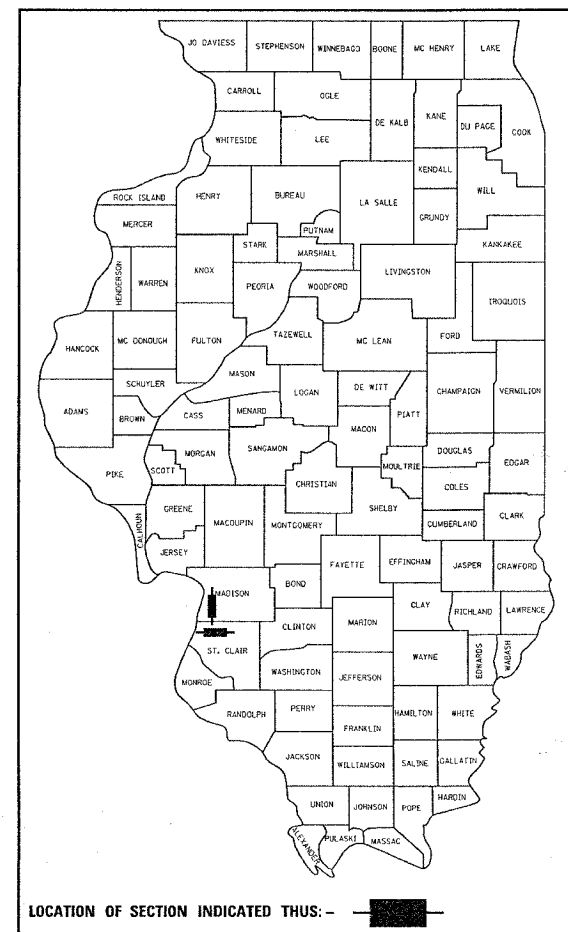 JO DAVIESS STEPHENSON WINNEBAGO BOONE MC HENRY LAKE
CARROLL OGLE DE KALB KANE DU PAGE COOK
WHITESIDE LEE
KENDALL
ROCK ISLAND HENRY BUREAU LA SALLE GRUNDY WILL
MERCER PUTNAM
STARK MARSHALL KANKAKEE
HENDERSON WARREN KNOX PEORIA WOODFORD LIVINGSTON IROQUOIS
HANCOCK MC DONOUGH FULTON TAZEWELL MC LEAN FORD
SCHUYLER MASON LOGAN DE WITT CHAMPAIGN VERMILION
ADAMS BROWN CASS MENARD MACON PIATT
PIKE SCOTT MORGAN SANGAMON CHRISTIAN MOULTRIE DOUGLAS EDGAR
COLES
CALHOUN GREENE MACOUPIN MONTGOMERY SHELBY CUMBERLAND CLARK
JERSEY FAYETTE EFFINGHAM JASPER CRAWFORD
MADISON BOND CLAY RICHLAND LAWRENCE
CLINTON MARION
ST. CLAIR WAYNE EDWARDS WABASH
MONROE WASHINGTON JEFFERSON
RANDOLPH PERRY HAMILTON WHITE
FRANKLIN
JACKSON WILLIAMSON SALINE GALLATIN
UNION JOHNSON POPE HARDIN
ALEXANDER PULASKI MASSAC
LOCATION OF SECTION INDICATED THUS: -